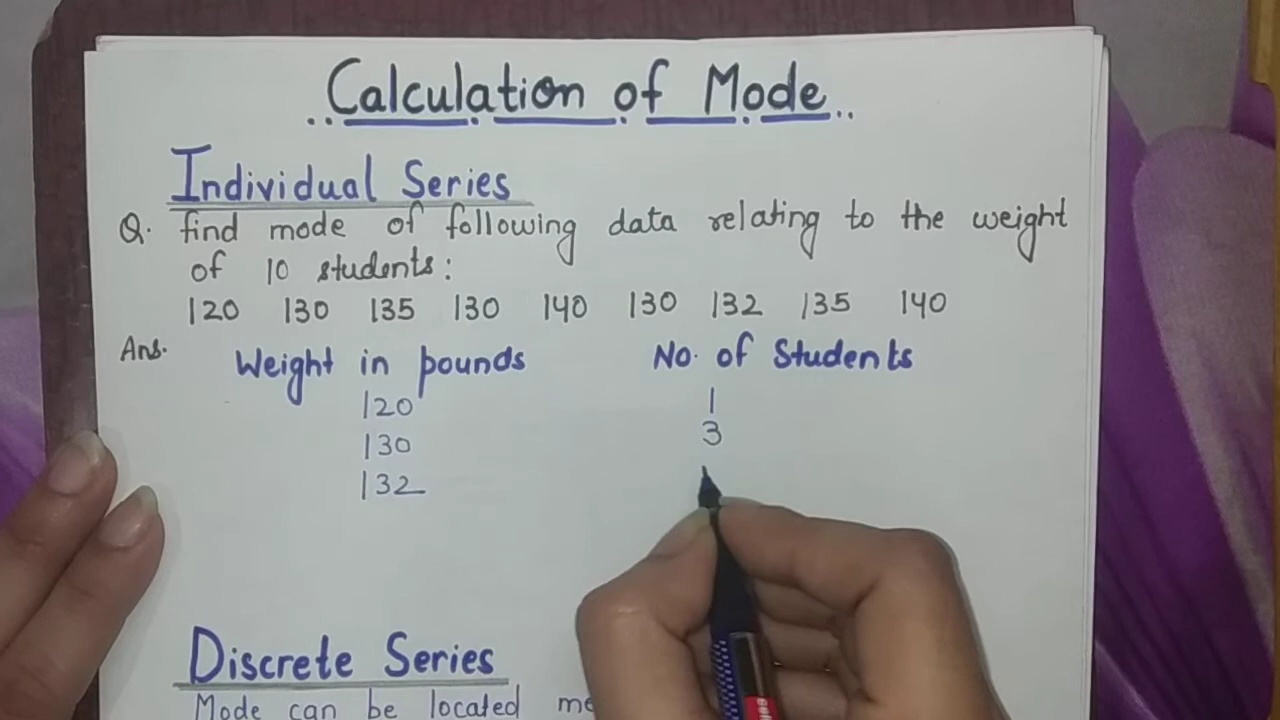 Calculation of Mode
Individual Series
Q. find mode of following data relating to the weight
of 10 students:
120 130 135 130 140 130 132 135 140
Ans. Weight in pounds No. of Students
120 1
130 3
132
Discrete Series
Mode can be located